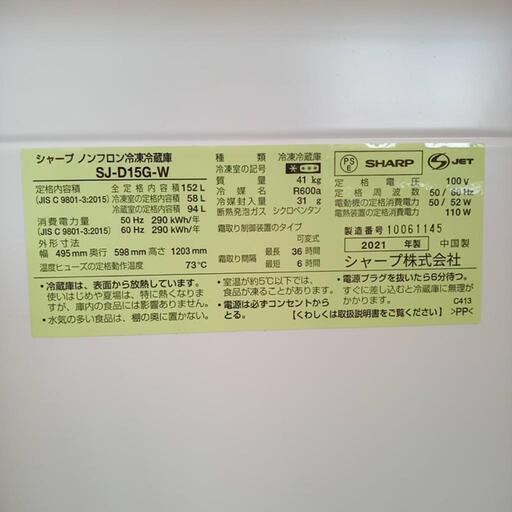 シャープ ノンフロン冷凍冷蔵庫
SJ-D15G-W
定格内容積 全定格内容積 152 L
(JIS C 9801-3:2015) 冷凍室の定格内容積 58 L
冷蔵室の定格内容積 94 L
消費電力量 50 Hz 290 kWh/年
(JIS C 9801-3:2015) 60 Hz 290 kWh/年
外形寸法
幅 495 mm 奥行 598 mm 高さ 1203 mm
温度ヒューズの定格動作温度 73℃
種類 冷凍冷蔵庫
冷凍室の記号
質量 41 kg
冷媒名 R600a
冷媒封入量 31 g
断熱発泡ガス シクロペンタン
霜取り制御装置のタイプ
可変式
霜取り間隔 最長 36 時間
最短 6 時間
PSE SHARP S JET
定格電圧 100 V
定格周波数 50 / 60 Hz
電動機の定格消費電力 50 / 52 W
電熱装置の定格消費電力 110 W
製造番号 10061145
2021 年製 中国製
シャープ株式会社
・冷蔵庫は、表面から放熱しています。
使いはじめや夏場は、特に熱くなりま
すが、庫内の食品には影響ありません。
・水気の多い食品は、棚の奥に置かない。
・室温が約5℃以下では、
食品が凍ることがあります。
・電源は必ずコンセントから
とる。
・電源プラグを抜いたら6分待つ。
すぐに差し込むと冷蔵庫に無理が
かかります。
C413
【くわしくは取扱説明書をご覧ください】 >PP<